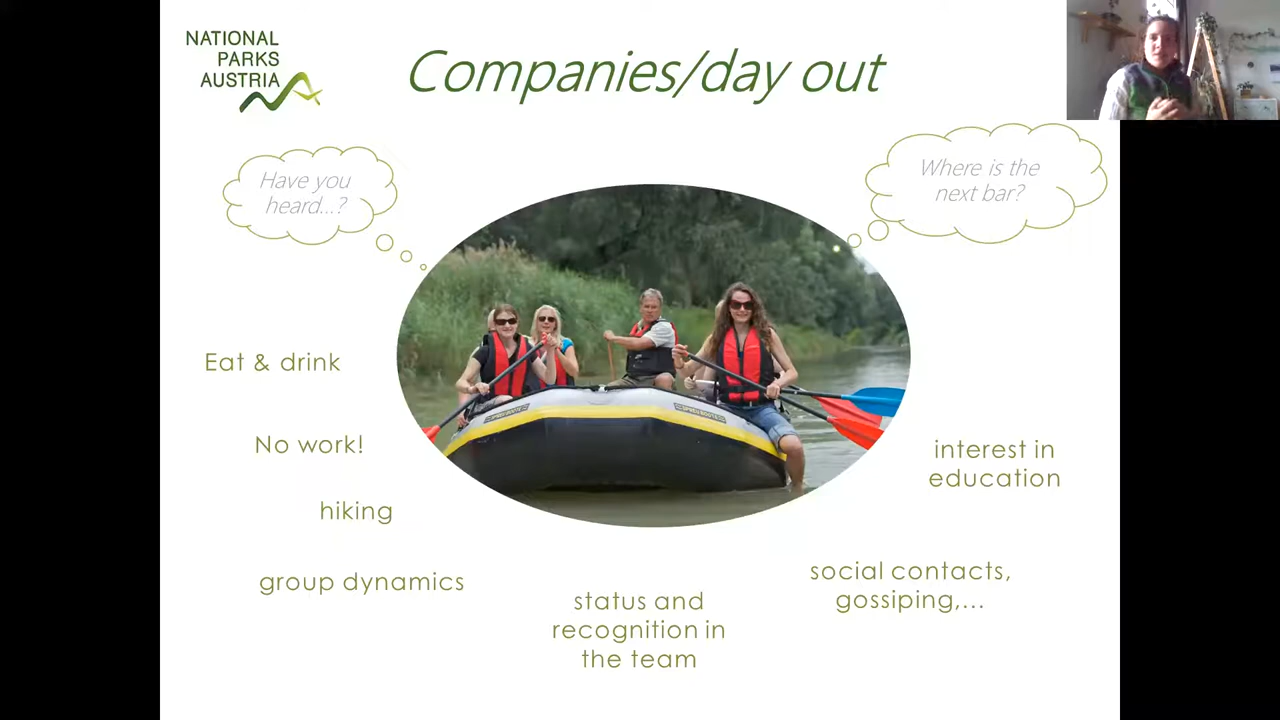 NATIONAL
PARKS
AUSTRIA
Companies/day out
Have you
heard...?
Where is the
next bar?
Eat & drink
No work!
hiking
group dynamics
status and
recognition in
the team
social contacts,
gossiping,...
interest in
education